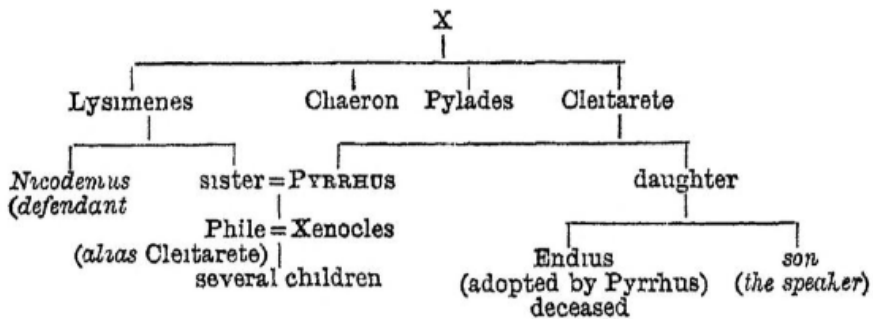 X
Lysimenes Chaeron Pylades Cleitarete
Nicodemus sister = PYRRHUS daughter
(defendant
Phile = Xenocles
(alias Cleitarete)
several children
Endius son
(adopted by Pyrrhus) (the speaker)
deceased